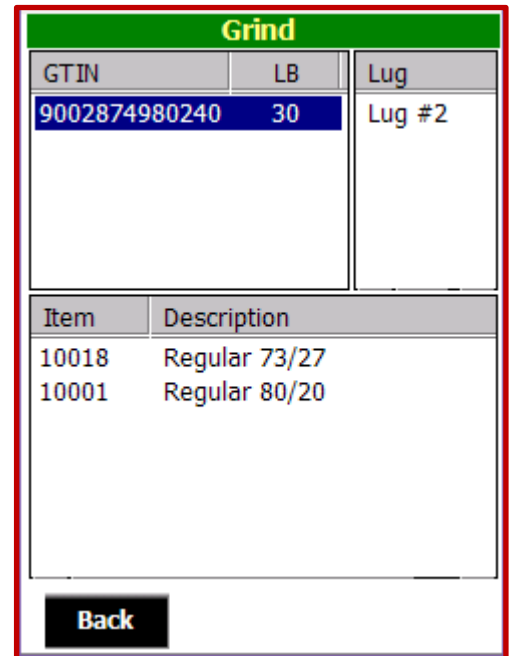 Grind
GTIN LB Lug
9002874980240 30 Lug #2
Item Description
10018 Regular 73/27
10001 Regular 80/20
Back